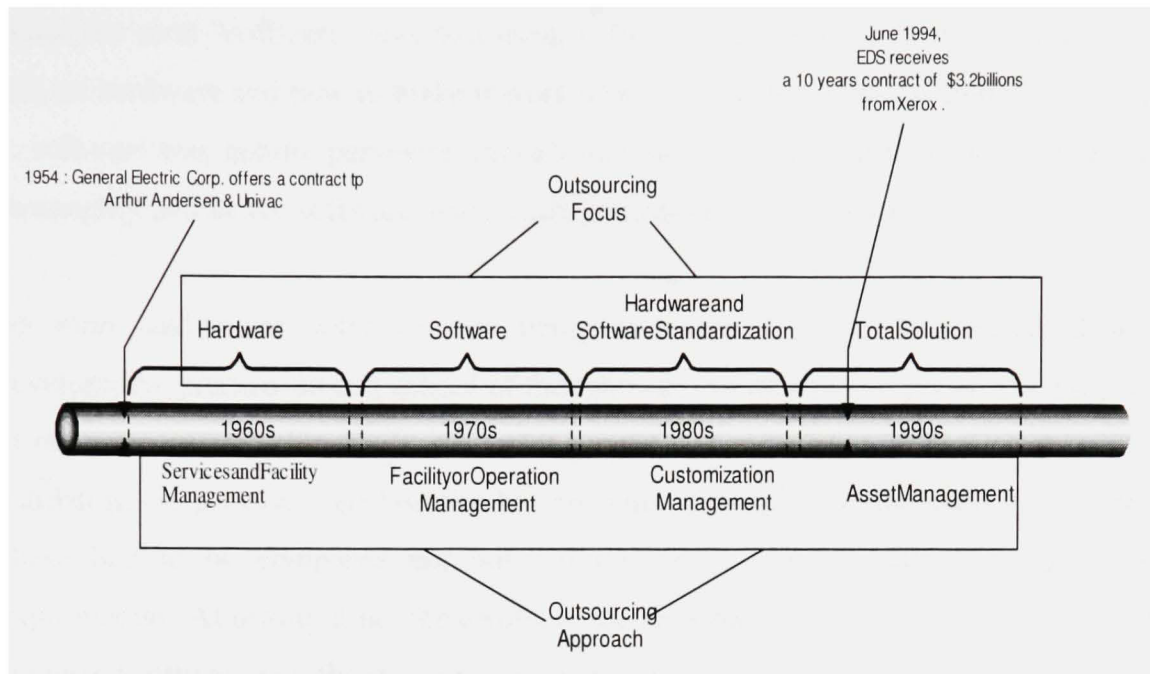 June 1994,
EDS receives
a 10 years contract of $3.2billions
fromXerox .
1954 : General Electric Corp. offers a contract tp
Arthur Andersen & Univac
Outsourcing
Focus
Hardware
Software
Hardwareand
SoftwareStandardization
TotalSolution
1960s
1970s
1980s
1990s
ServicesandFacility
Management
FacilityorOperation
Management
Customization
Management
AssetManagement
Outsourcing
Approach